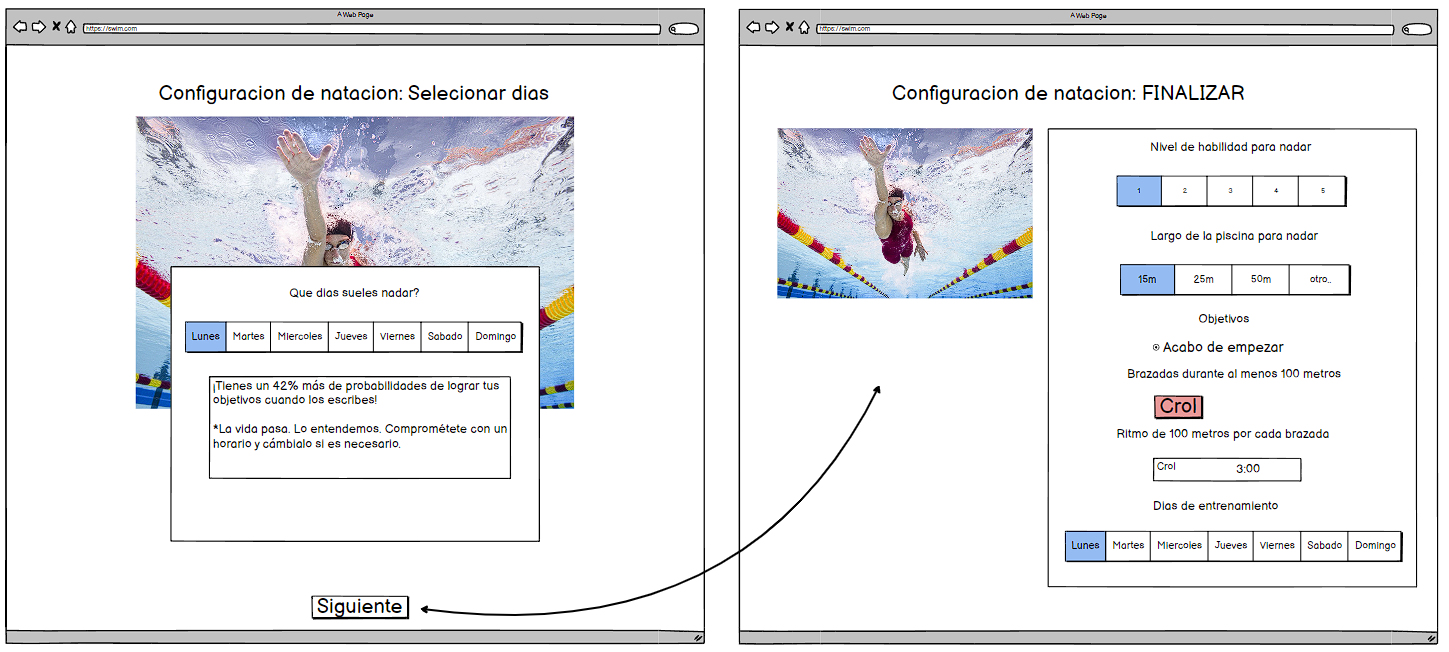 A Web Page
https://swim.com
Configuracion de natacion: Selecionar dias
Que dias sueles nadar?
Lunes Martes Miercoles Jueves Viernes Sabado Domingo
¡Tienes un 42% más de probabilidades de lograr tus
objetivos cuando los escribes!
*La vida pasa. Lo entendemos. Comprométete con un
horario y cámbialo si es necesario.
Siguiente
A Web Page
https://swim.com
Configuracion de natacion: FINALIZAR
Nivel de habilidad para nadar
1 2 3 4 5
Largo de la piscina para nadar
15m 25m 50m otro..
Objetivos
Acabo de empezar
Brazadas durante al menos 100 metros
Crol
Ritmo de 100 metros por cada brazada
Crol 3:00
Dias de entrenamiento
Lunes Martes Miercoles Jueves Viernes Sabado Domingo